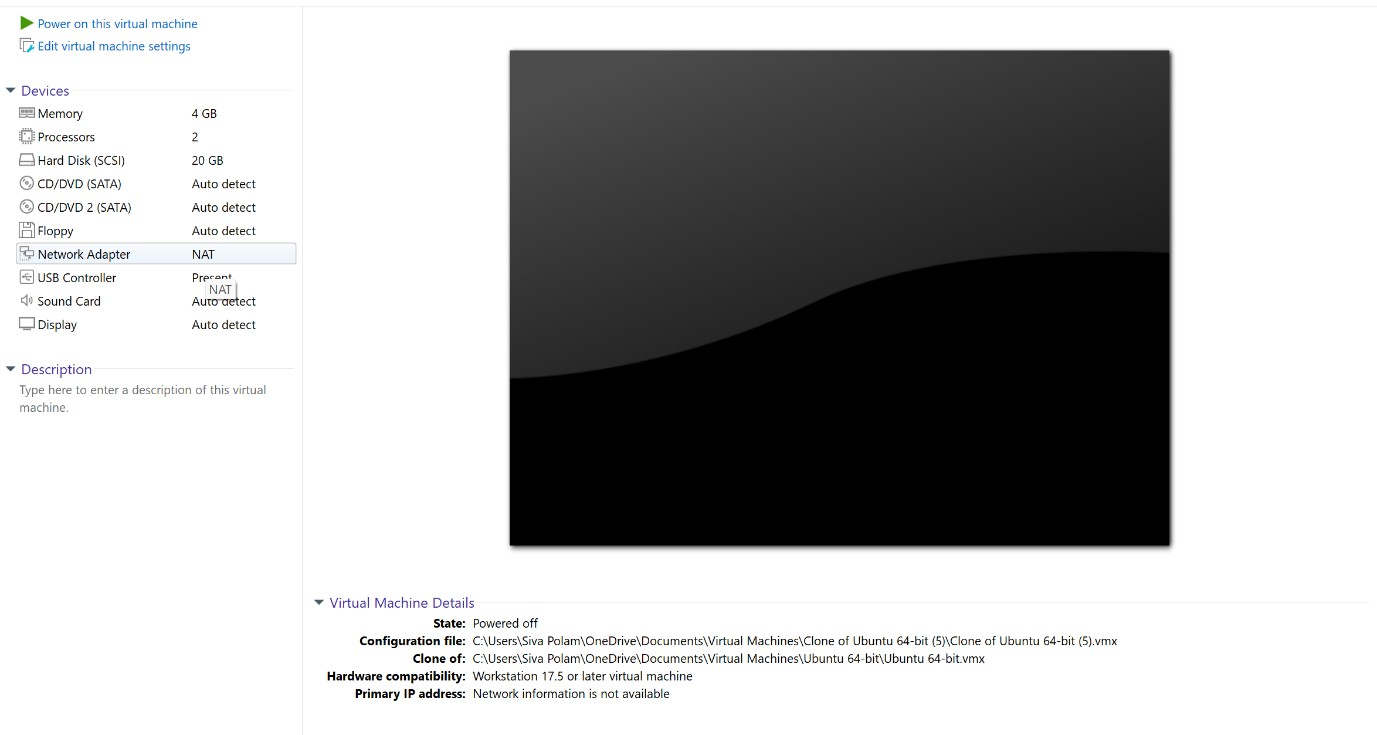 Power on this virtual machine
Edit virtual machine settings
Devices
Memory 4 GB
Processors 2
Hard Disk (SCSI) 20 GB
CD/DVD (SATA) Auto detect
CD/DVD 2 (SATA) Auto detect
Floppy Auto detect
Network Adapter NAT
USB Controller Present
NAT
Sound Card Auto detect
Display Auto detect
Description
Type here to enter a description of this virtual
machine.
Virtual Machine Details
State: Powered off
Configuration file: C:\Users\Siva Polam\OneDrive\Documents\Virtual Machines\Clone of Ubuntu 64-bit (5)\Clone of Ubuntu 64-bit (5).vmx
Clone of: C:\Users\Siva Polam\OneDrive\Documents\Virtual Machines\Ubuntu 64-bit\Ubuntu 64-bit.vmx
Hardware compatibility: Workstation 17.5 or later virtual machine
Primary IP address: Network information is not available